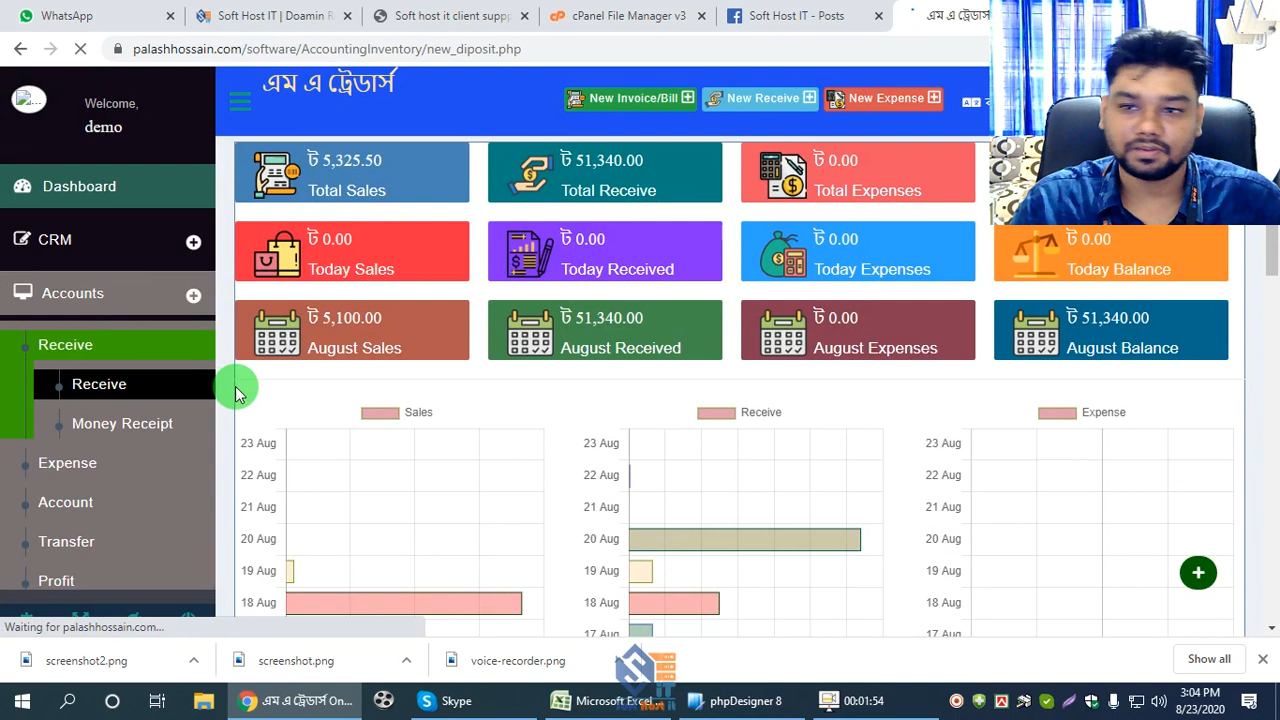 WhatsApp
Soft Host IT | Doamin R
Soft host it client supp
cPanel File Manager v3
Soft Host IT - Posts
এম এ ট্রেডার্স
palashhossain.com/software/Accountinginventory/new_diposit.php
Welcome,
demo
এম এ ট্রেডার্স
New Invoice/Bill
New Receive
New Expense
Dashboard
CRM
Accounts
Receive
Receive
Money Receipt
Expense
Account
Transfer
Profit
৳ 5,325.50
Total Sales
৳ 51,340.00
Total Receive
৳ 0.00
Total Expenses
৳ 0.00
Today Sales
৳ 0.00
Today Received
৳ 0.00
Today Expenses
৳ 0.00
Today Balance
৳ 5,100.00
August Sales
৳ 51,340.00
August Received
৳ 0.00
August Expenses
৳ 51,340.00
August Balance
Sales
23 Aug
22 Aug
21 Aug
20 Aug
19 Aug
18 Aug
Receive
23 Aug
22 Aug
21 Aug
20 Aug
19 Aug
18 Aug
17 Aug
Expense
23 Aug
22 Aug
21 Aug
20 Aug
19 Aug
18 Aug
17 Aug
Waiting for palashhossain.com...
screenshot2.png
screenshot.png
voice-recorder.png
Show all
এম এ ট্রেডার্স On...
Skype
Microsoft Excel...
phpDesigner 8
00:01:54
3:04 PM
8/23/2020